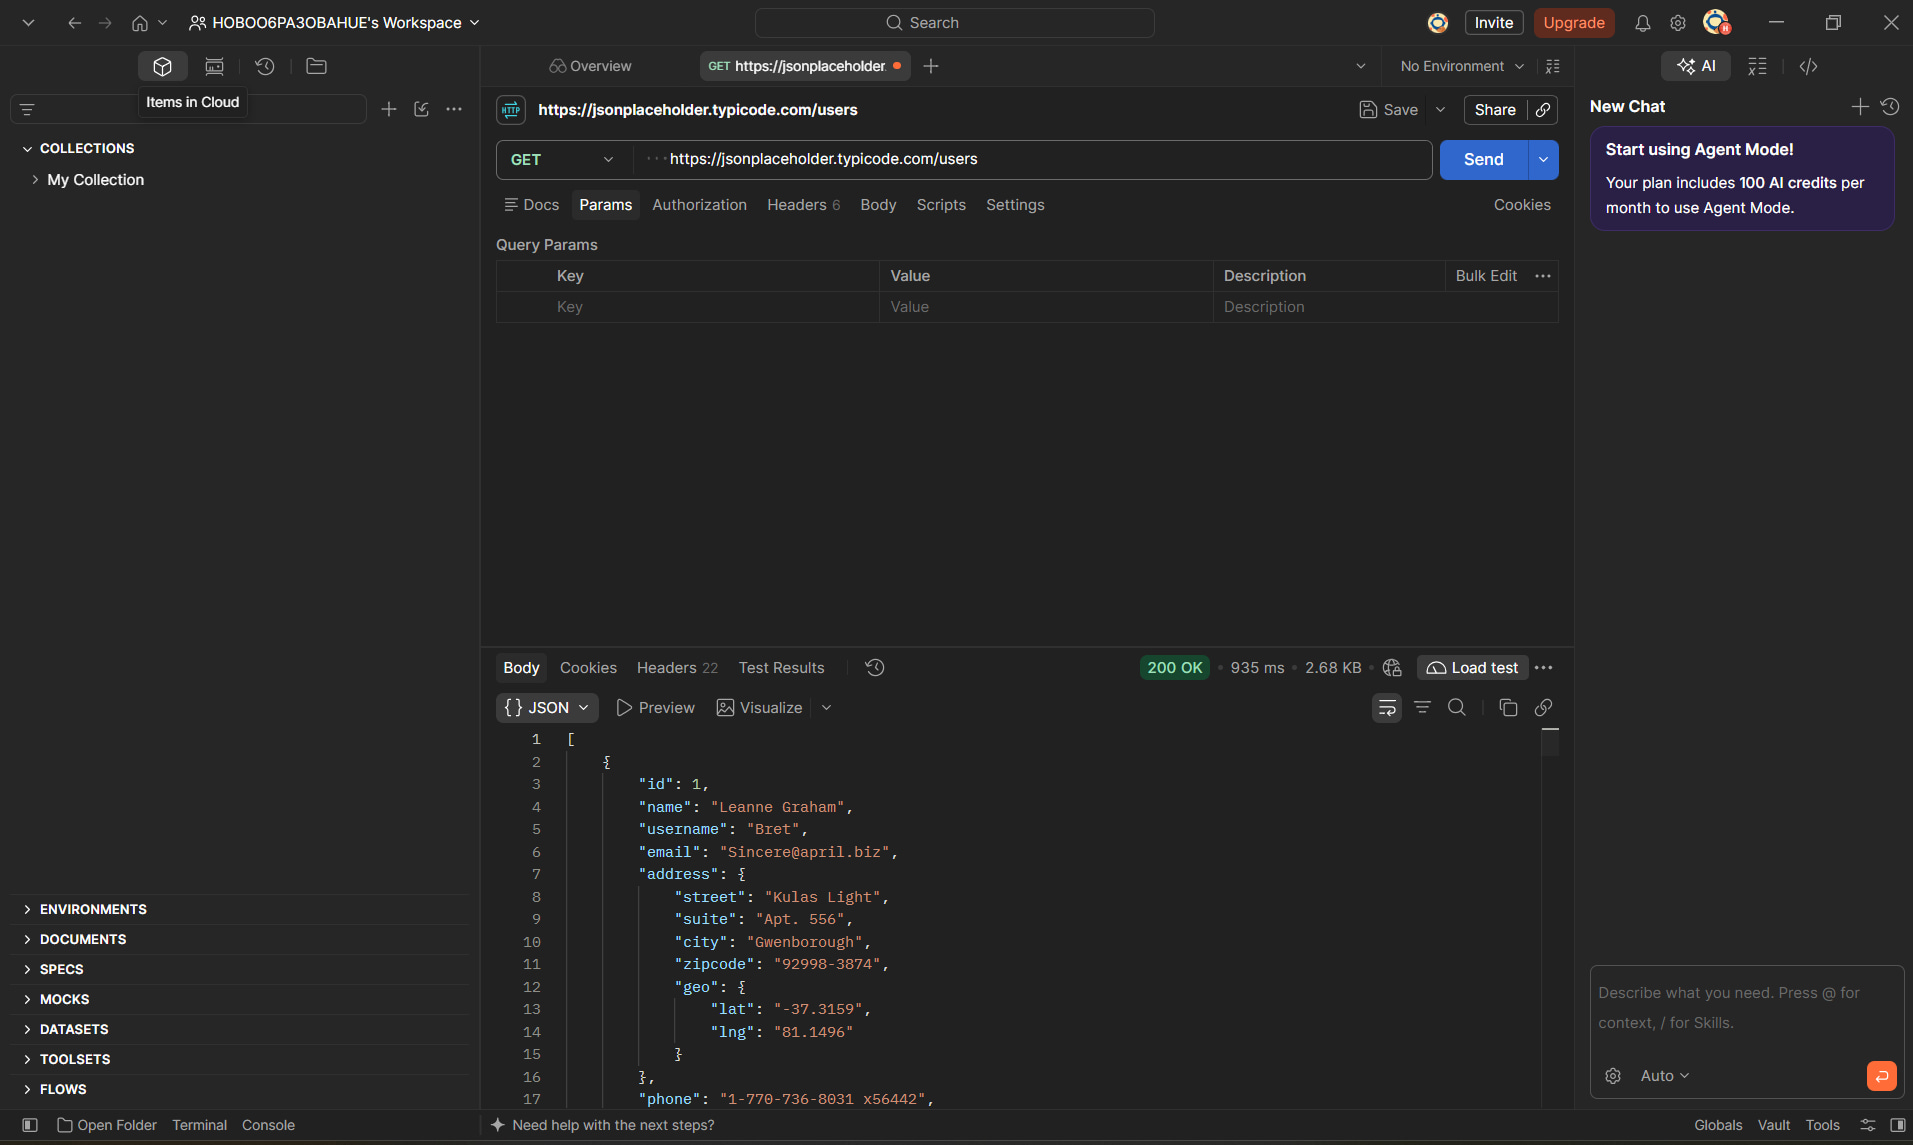 HOBOO6PA3OBAHUE's Workspace
Search
Invite
Upgrade
Items in Cloud
COLLECTIONS
My Collection
ENVIRONMENTS
DOCUMENTS
SPECS
MOCKS
DATASETS
TOOLSETS
FLOWS
Overview
GET https://jsonplaceholder.
No Environment
HTTP https://jsonplaceholder.typicode.com/users
Save
Share
GET
https://jsonplaceholder.typicode.com/users
Send
Docs Params Authorization Headers 6 Body Scripts Settings Cookies
Query Params
Key Value Description Bulk Edit
Key Value Description
Body Cookies Headers 22 Test Results
200 OK • 935 ms • 2.68 KB • Load test
{} JSON Preview Visualize
1 [
2 {
3 "id": 1,
4 "name": "Leanne Graham",
5 "username": "Bret",
6 "email": "Sincere@april.biz",
7 "address": {
8 "street": "Kulas Light",
9 "suite": "Apt. 556",
10 "city": "Gwenborough",
11 "zipcode": "92998-3874",
12 "geo": {
13 "lat": "-37.3159",
14 "lng": "81.1496"
15 }
16 },
17 "phone": "1-770-736-8031 x56442",
AI
New Chat
Start using Agent Mode!
Your plan includes 100 AI credits per
month to use Agent Mode.
Describe what you need. Press @ for
context, / for Skills.
Auto
Open Folder Terminal Console
Need help with the next steps?
Globals Vault Tools